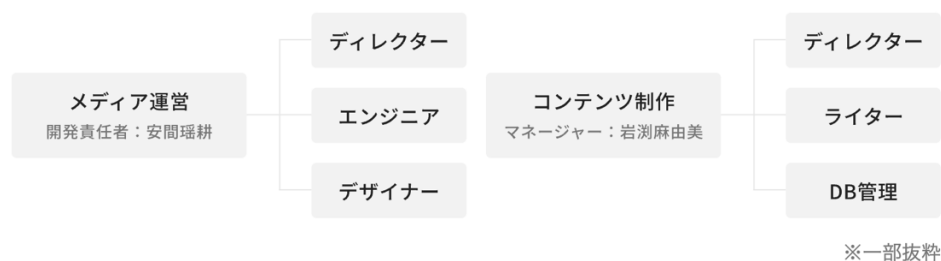 メディア運営
開発責任者：安間瑶耕
ディレクター
エンジニア
デザイナー
コンテンツ制作
マネージャー：岩渕麻由美
ディレクター
ライター
DB管理
※一部抜粋